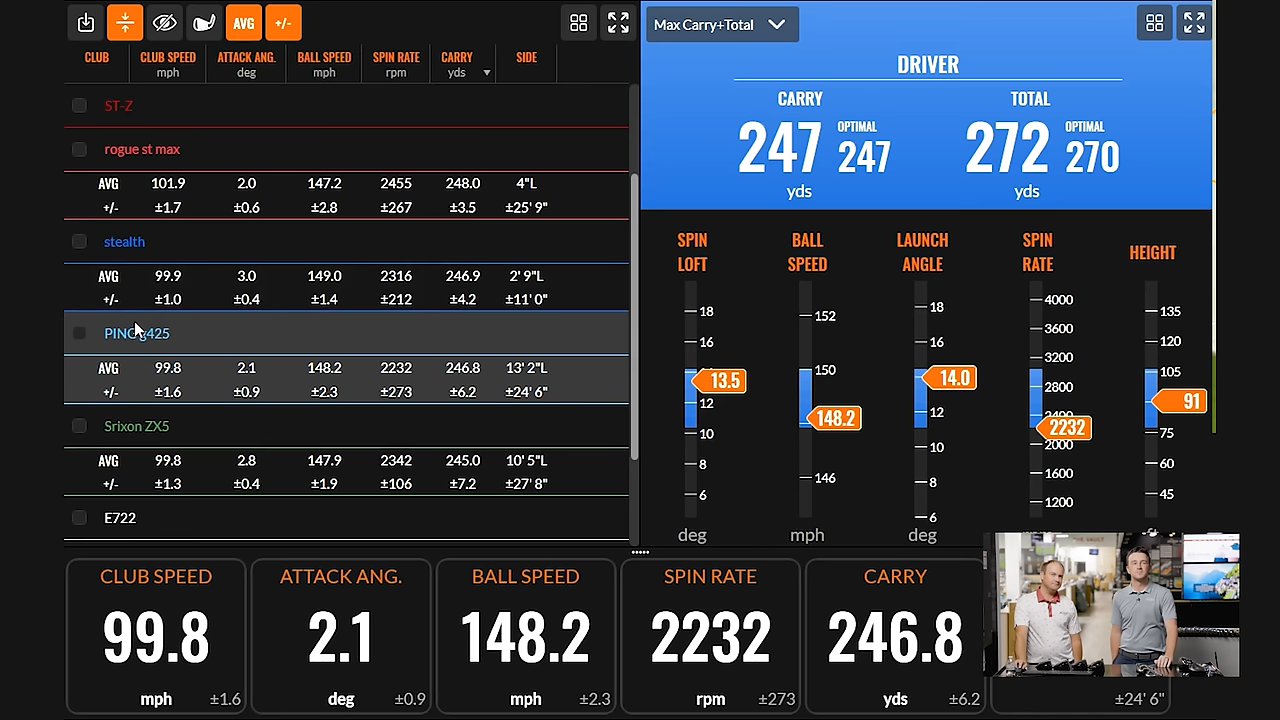 AVG
+/-
CLUB
CLUB SPEED
mph
ATTACK ANG.
deg
BALL SPEED
mph
SPIN RATE
rpm
CARRY
yds
SIDE
ST-Z
rogue st max
AVG 101.9 2.0 147.2 2455 248.0 4"L
+/- ±1.7 ±0.6 ±2.8 ±267 ±3.5 ±25' 9"
stealth
AVG 99.9 3.0 149.0 2316 246.9 2' 9"L
+/- ±1.0 ±0.4 ±1.4 ±212 ±4.2 ±11' 0"
PING g425
AVG 99.8 2.1 148.2 2232 246.8 13' 2"L
+/- ±1.6 ±0.9 ±2.3 ±273 ±6.2 ±24' 6"
Srixon ZX5
AVG 99.8 2.8 147.9 2342 245.0 10' 5"L
+/- ±1.3 ±0.4 ±1.9 ±106 ±7.2 ±27' 8"
E722
Max Carry+Total
DRIVER
CARRY
247
OPTIMAL
247
yds
TOTAL
272
OPTIMAL
270
yds
SPIN
LOFT
18
16
13.5
12
10
8
6
deg
BALL
SPEED
152
150
148.2
146
mph
LAUNCH
ANGLE
18
16
14.0
12
10
8
6
deg
SPIN
RATE
4000
3600
3200
2800
2400
2232
2000
1600
1200
HEIGHT
135
120
105
91
75
60
45
CLUB SPEED
99.8
mph ±1.6
ATTACK ANG.
2.1
deg ±0.9
BALL SPEED
148.2
mph ±2.3
SPIN RATE
2232
rpm ±273
CARRY
246.8
yds ±6.2
±24' 6"